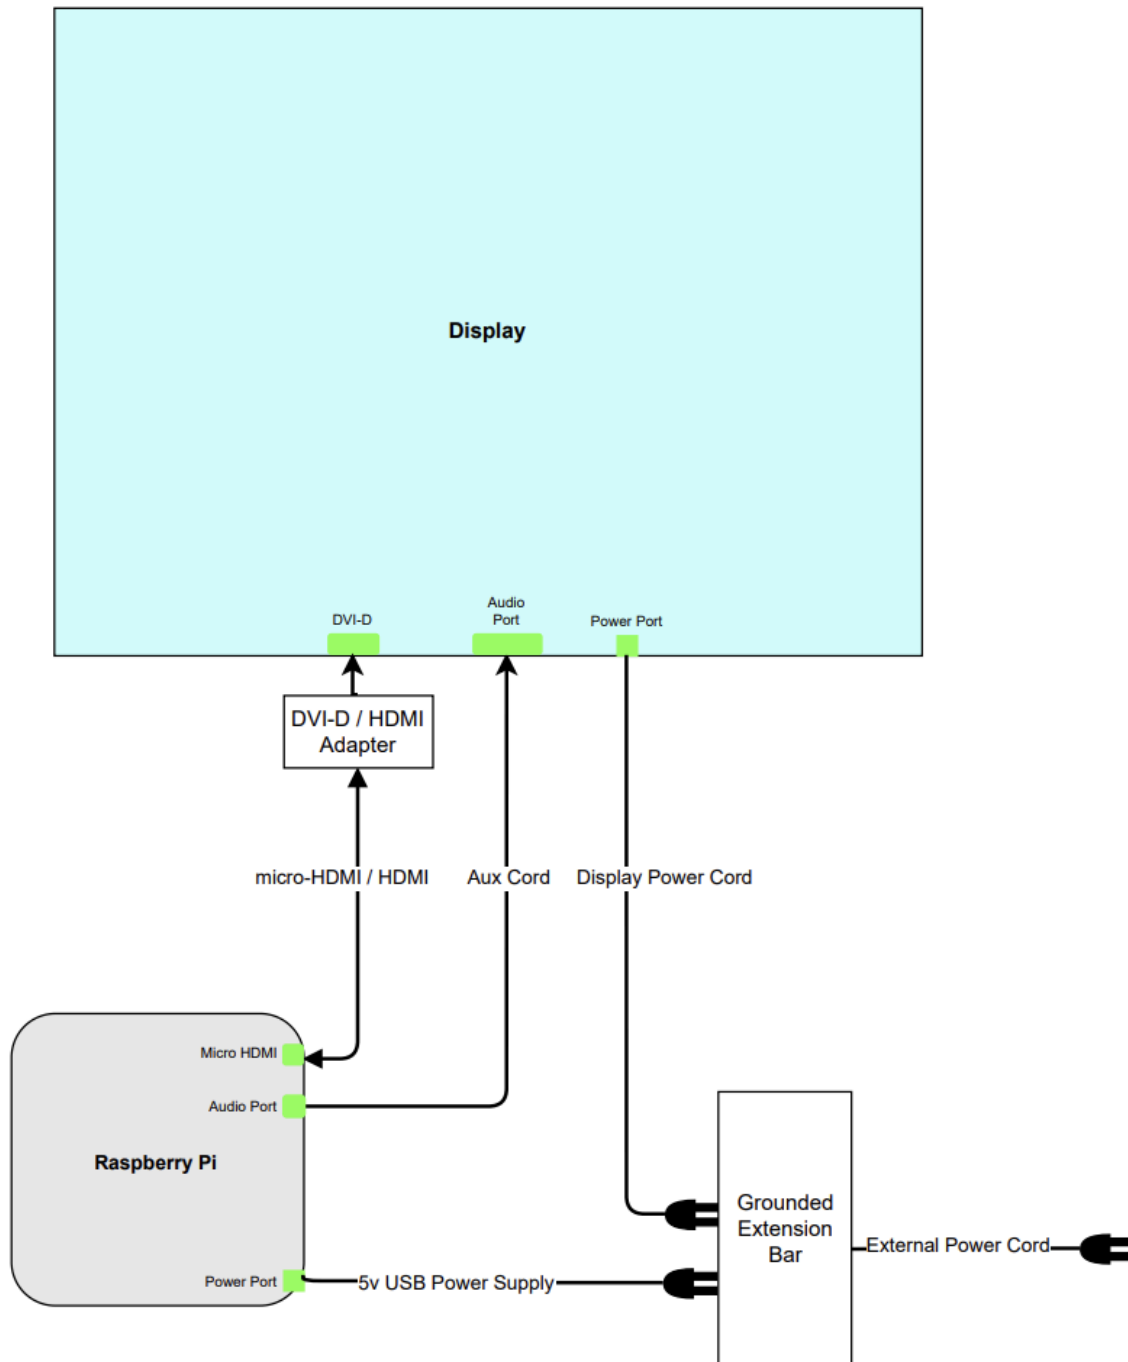 Display
DVI-D
Audio
Port
Power Port
DVI-D / HDMI
Adapter
micro-HDMI / HDMI
Aux Cord
Display Power Cord
Micro HDMI
Audio Port
Raspberry Pi
Power Port
5v USB Power Supply
Grounded
Extension
Bar
External Power Cord